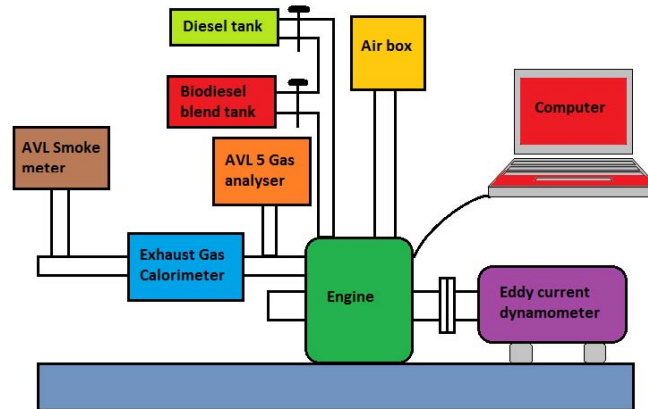 Diesel tank
Biodesel
blend tank
Air box
Computer
AVL Smoke
meter
AVL 5 Gas
analyser
Exhaust Gas
Calorimeter
Engine
Eddy current
dynamometer